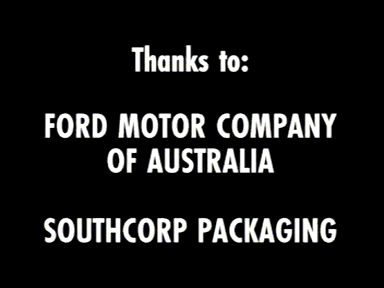 Thanks to:
FORD MOTOR COMPANY
OF AUSTRALIA
SOUTHCORP PACKAGING